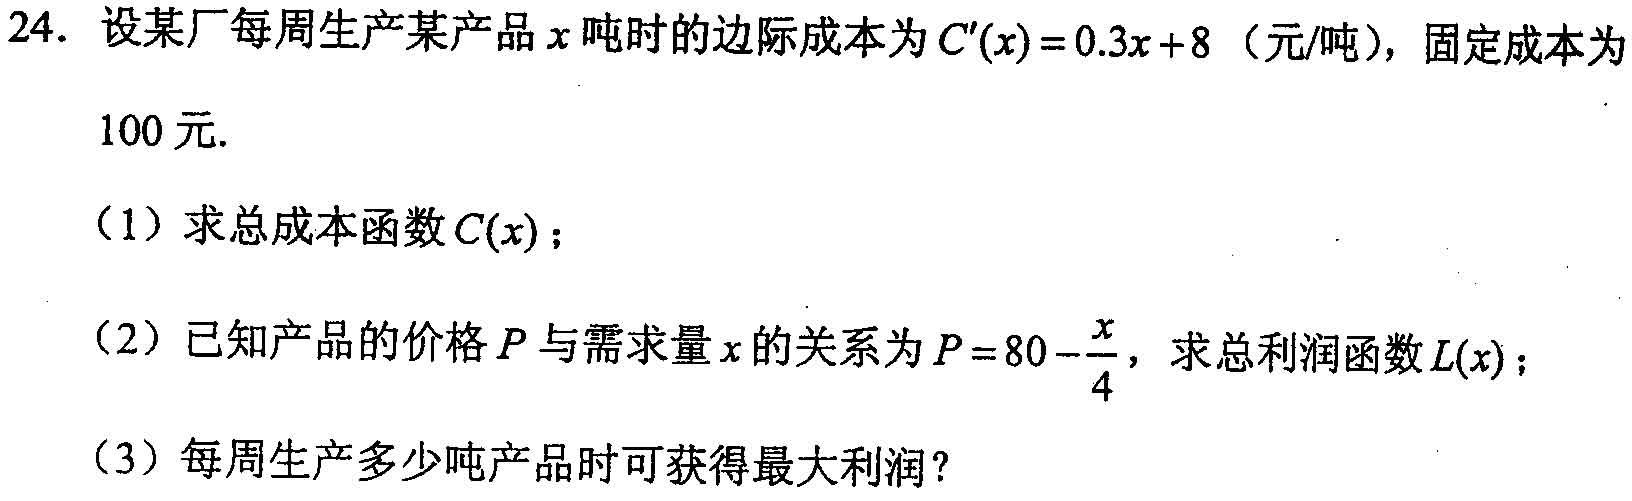 24. 设某厂每周生产某产品 x 吨时的边际成本为 C′(x) = 0.3x + 8 （元/吨），固定成本为
100 元.
（1）求总成本函数 C(x)；
（2）已知产品的价格 P 与需求量 x 的关系为 P = 80 − x/4，求总利润函数 L(x)；
（3）每周生产多少吨产品时可获得最大利润？